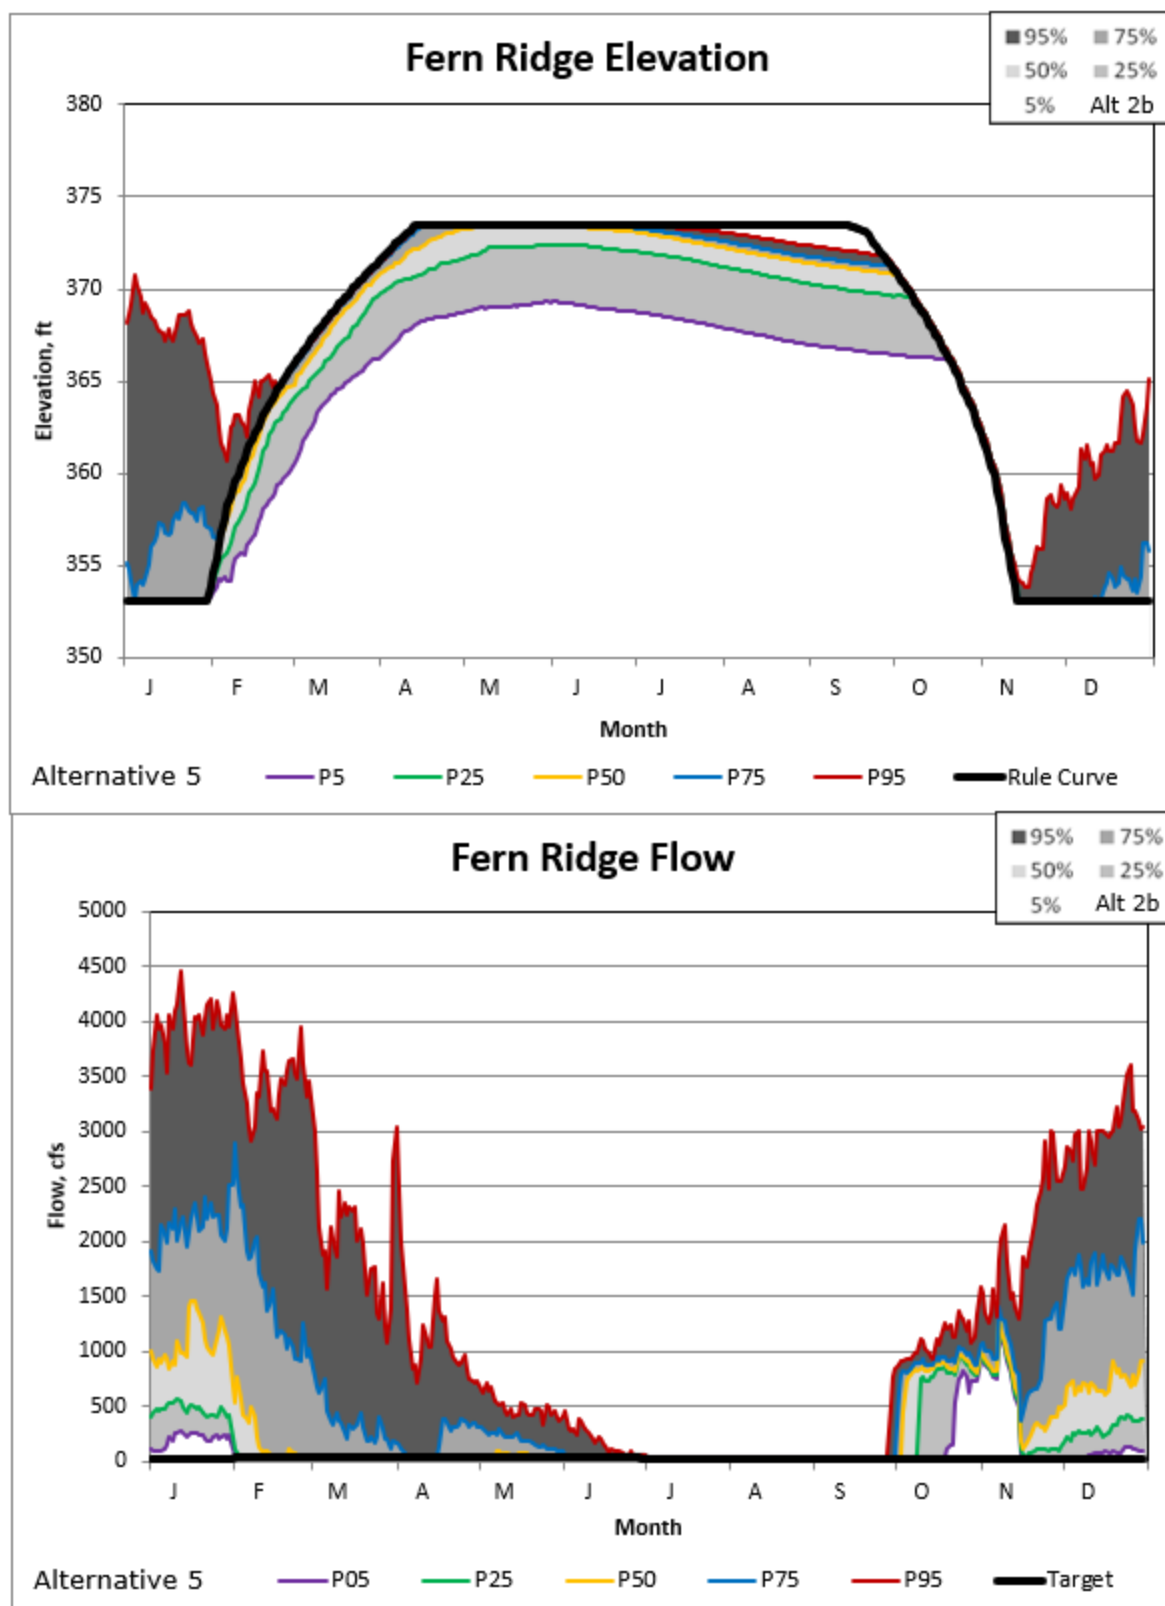 95% 75%
Fern Ridge Elevation
50% 25%
5% Alt 2b
380
375
370
365
360
355
350
Elevation, ft
J F M A M J J A S O N D
Month
Alternative 5 P5 P25 P50 P75 P95 Rule Curve
95% 75%
Fern Ridge Flow
50% 25%
5% Alt 2b
5000
4500
4000
3500
3000
2500
2000
1500
1000
500
0
Flow, cfs
J F M A M J J A S O N D
Month
Alternative 5 P05 P25 P50 P75 P95 Target